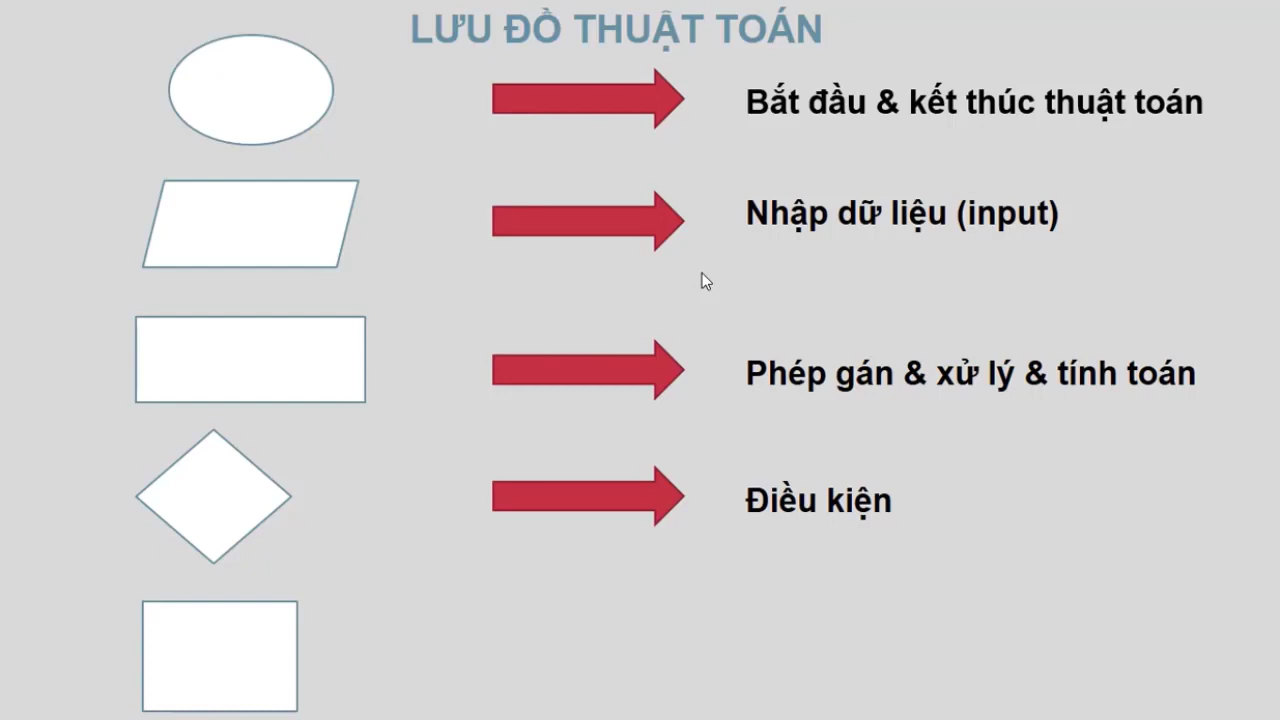 LƯU ĐỒ THUẬT TOÁN
Bắt đầu & kết thúc thuật toán
Nhập dữ liệu (input)
Phép gán & xử lý & tính toán
Điều kiện